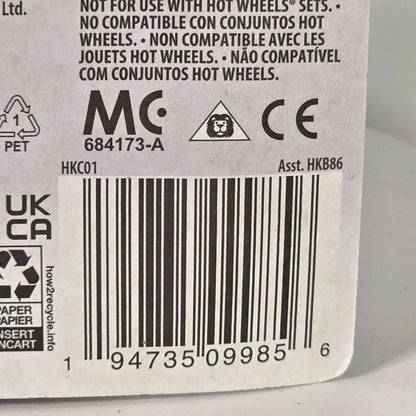 Ltd.
NOT FOR USE WITH HOT WHEELS® SETS. •
NO COMPATIBLE CON CONJUNTOS HOT
WHEELS. • NON COMPATIBLE AVEC LES
JOUETS HOT WHEELS. • NÃO COMPATÍVEL
COM CONJUNTOS HOT WHEELS.
1
PET
MC
684173-A
CE
HKC01
Asst. HKB86
UK
CA
PAPER
PAPIER
INSERT
ENCART
how2recycle.info
1 94735 09985 6